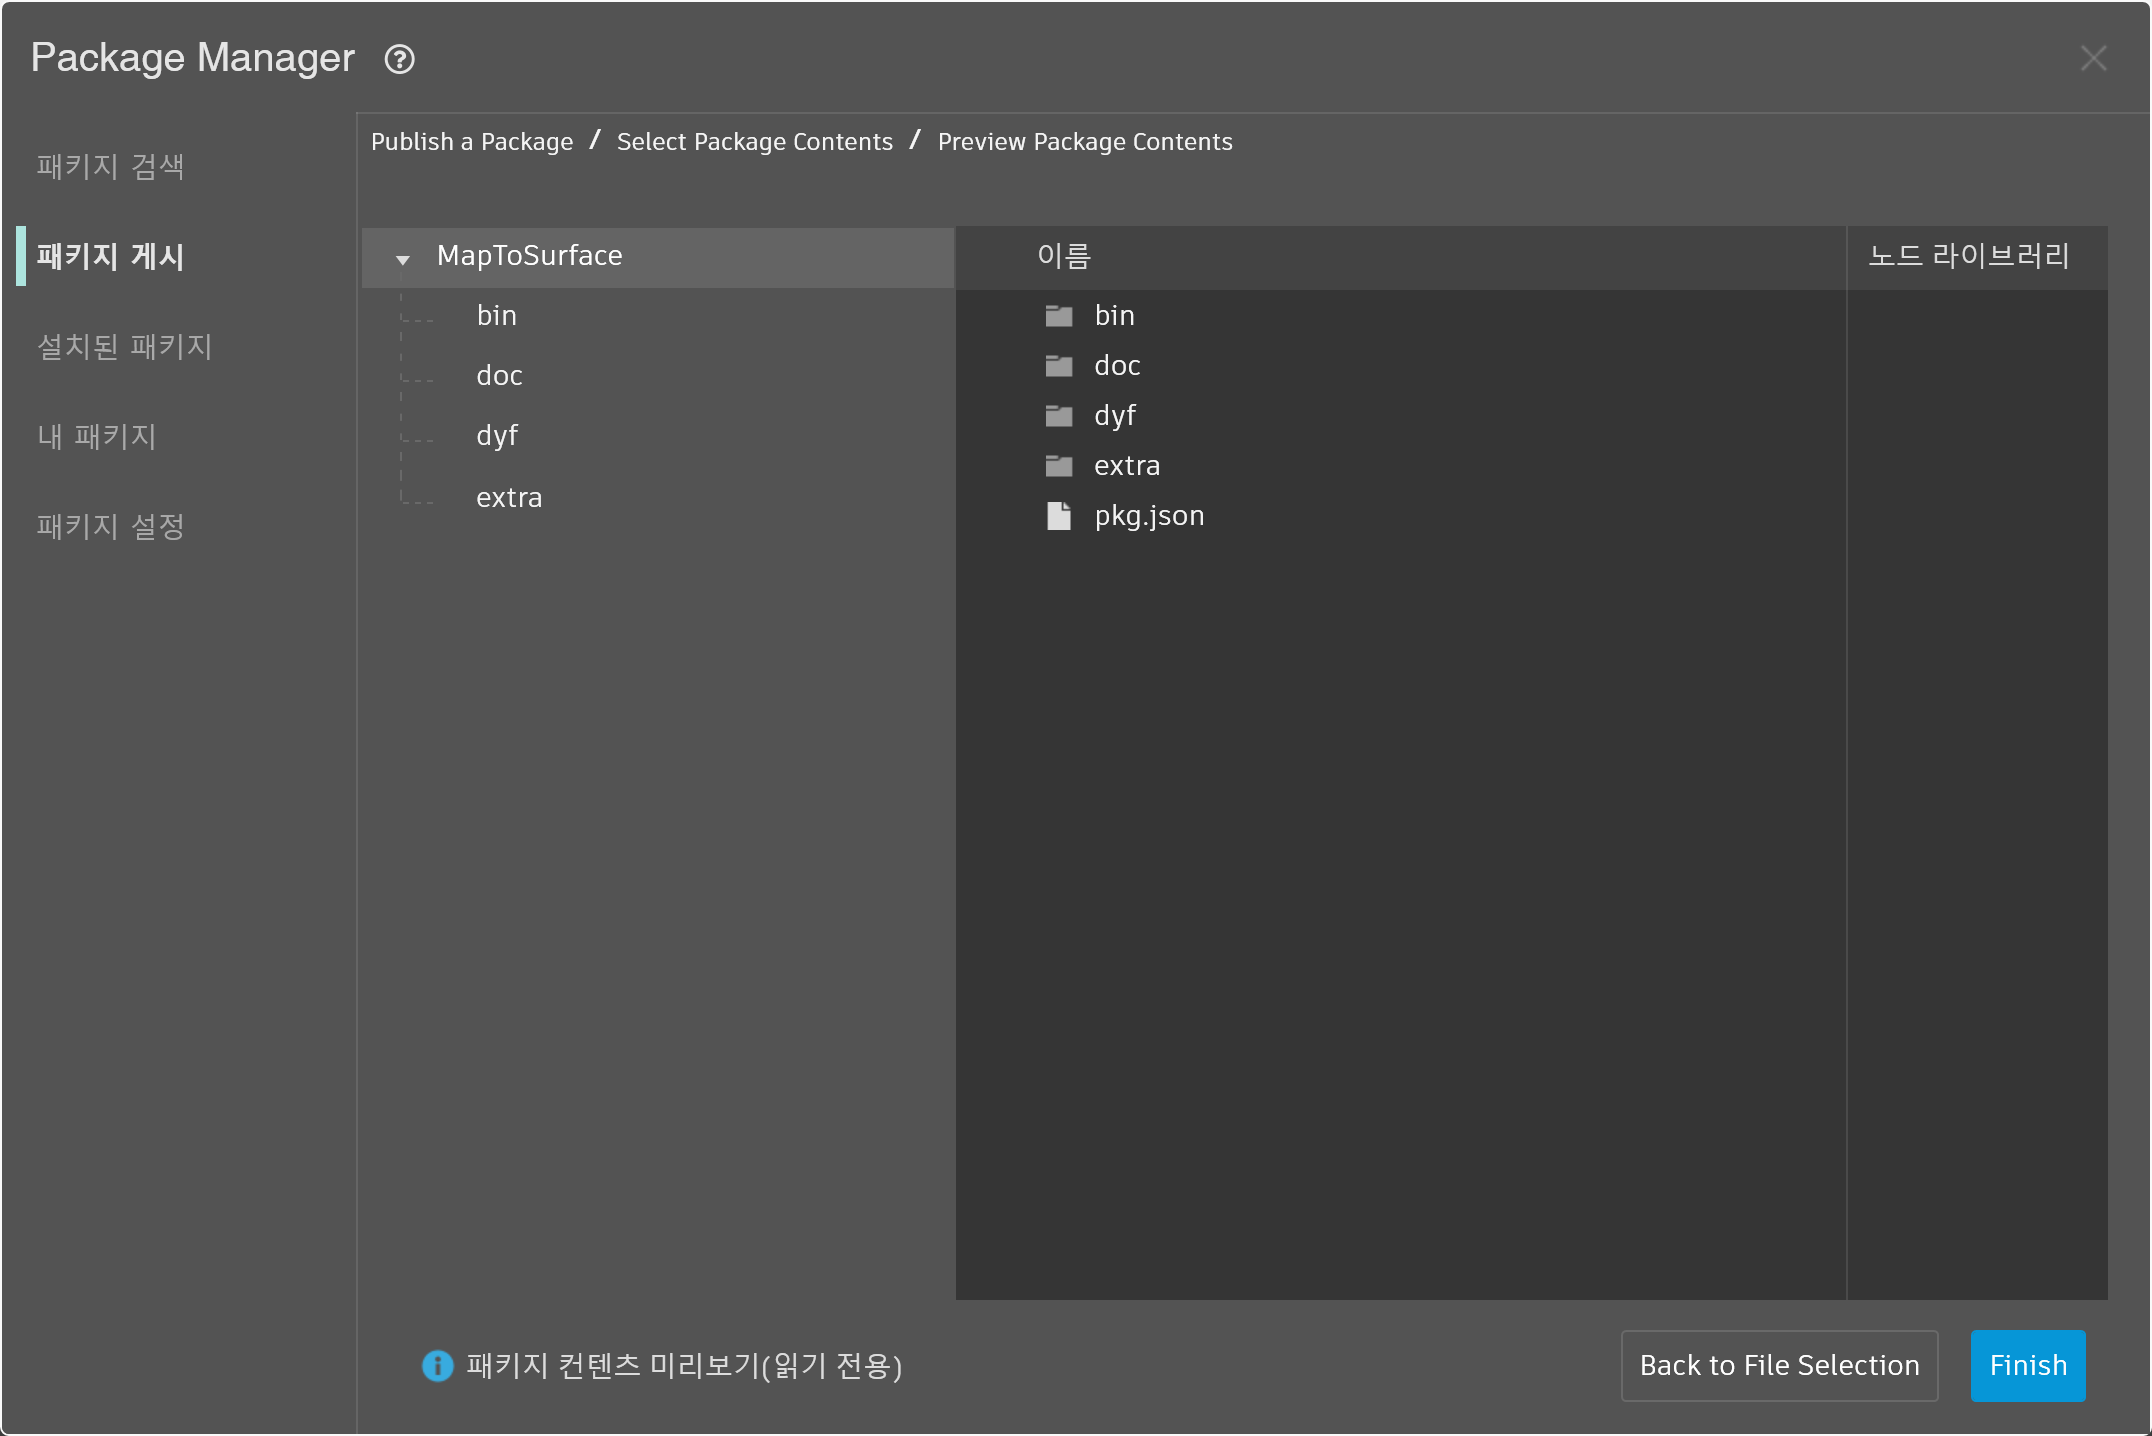 Package Manager
패키지 검색
패키지 게시
설치된 패키지
내 패키지
패키지 설정
Publish a Package / Select Package Contents / Preview Package Contents
MapToSurface
bin
doc
dyf
extra
이름 노드 라이브러리
bin
doc
dyf
extra
pkg.json
패키지 컨텐츠 미리보기(읽기 전용)
Back to File Selection
Finish